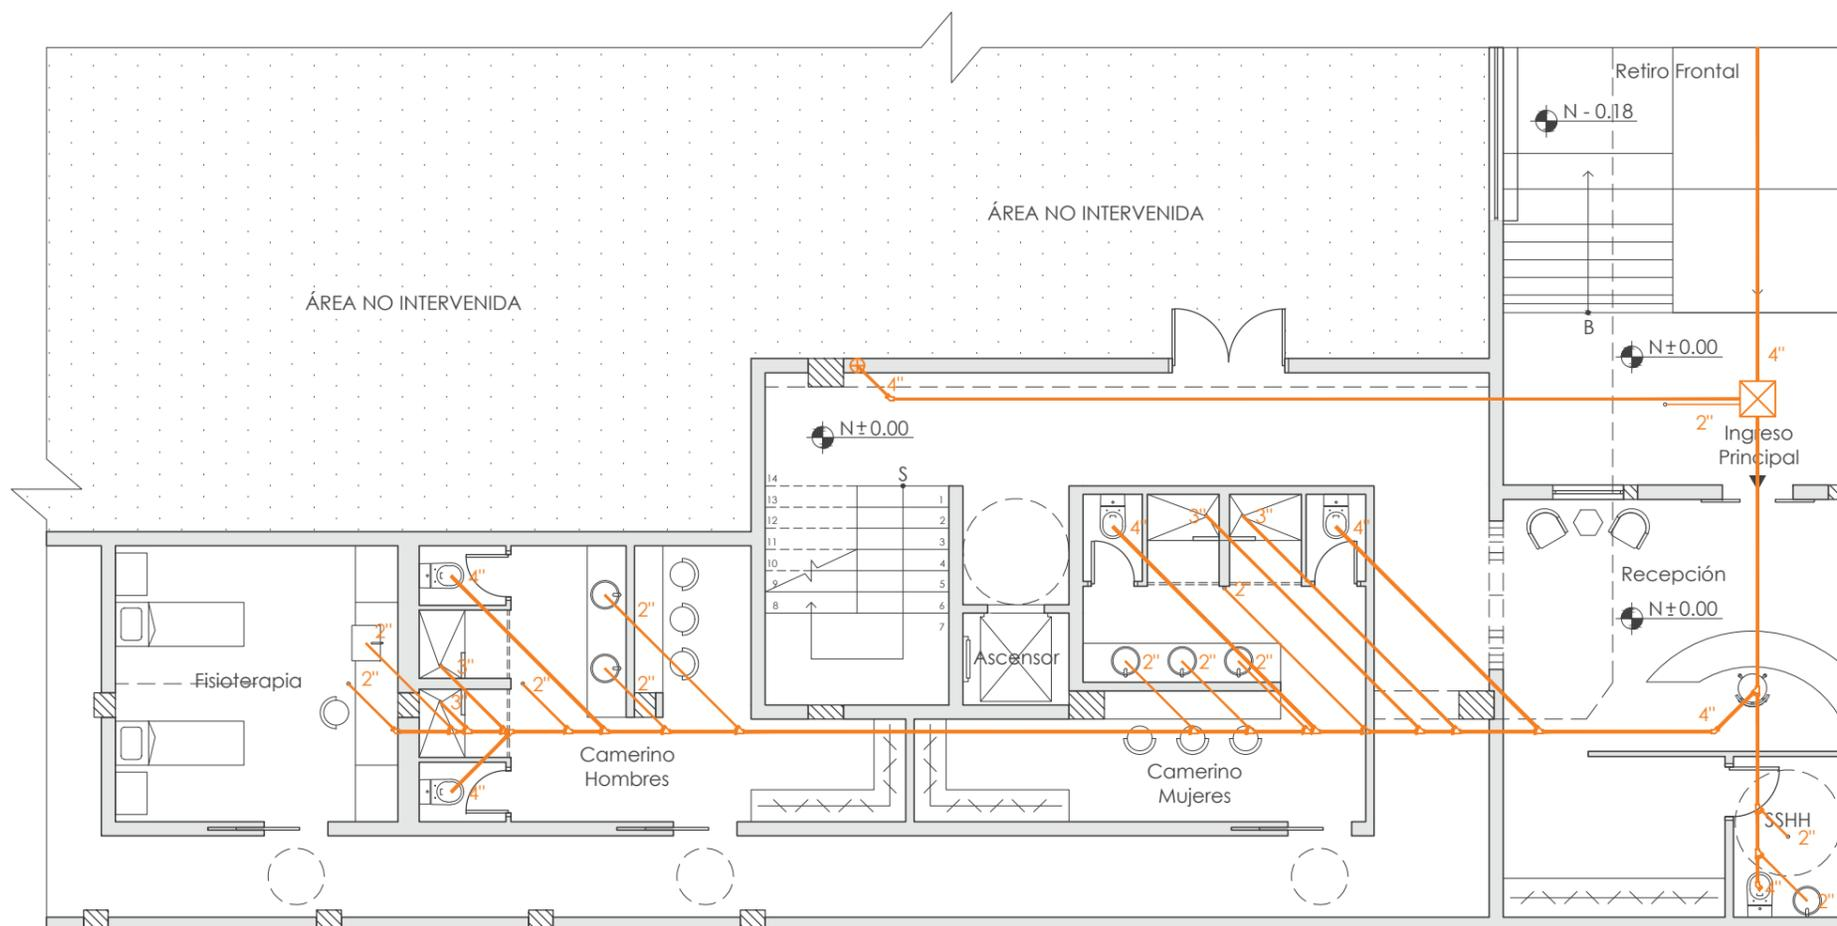 Retiro Frontal
N - 0.18
ÁREA NO INTERVENIDA
ÁREA NO INTERVENIDA
B
N±0.00
4"
4"
2"
Ingreso
Principal
N±0.00
S
14
13
12
11
10
9
8
1
2
3
4
5
6
7
4"
3"
3"
4"
Recepción
N±0.00
4"
2"
2"
2"
2"
3"
Ascensor
2"
2"
2"
Fisioterapia
2"
2"
2"
3"
4"
Camerino
Hombres
Camerino
Mujeres
4"
SSHH
2"
4"
2"